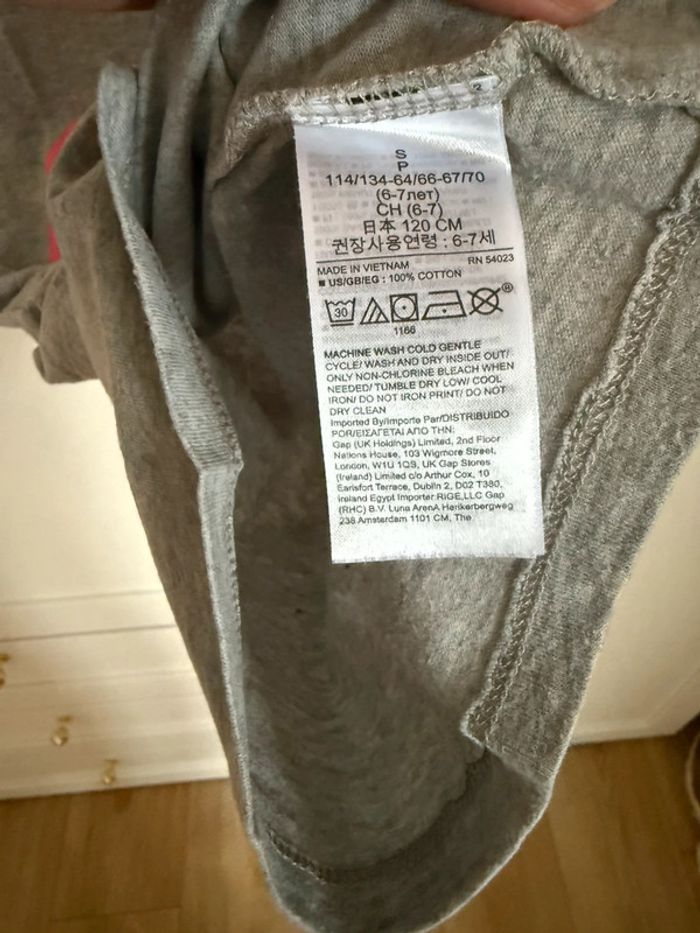 S
P
114/134-64/66-67/70
(6-7лет)
CH (6-7)
日本 120 CM
권장사용연령 : 6-7세
MADE IN VIETNAM RN 54023
US/GB/EG : 100% COTTON
30
®
1166
MACHINE WASH COLD GENTLE
CYCLE/ WASH AND DRY INSIDE OUT/
ONLY NON-CHLORINE BLEACH WHEN
NEEDED/ TUMBLE DRY LOW/ COOL
IRON/ DO NOT IRON PRINT/ DO NOT
DRY CLEAN
Imported By/Importe Par/DISTRIBUIDO
POR/ΕΙΣΑΓΕΤΑΙ ΑΠΟ ΤΗΝ:
Gap (UK Holdings) Limited, 2nd Floor
Nations House, 103 Wigmore Street,
London, W1U 1QS, UK Gap Stores
(Ireland) Limited c/o Arthur Cox, 10
Earlsfort Terrace, Dublin 2, D02 T380,
Ireland Egypt Importer RIGE,LLC Gap
(RHC) B.V. Luna ArenA Herikerbergweg
238 Amsterdam 1101 CM, The